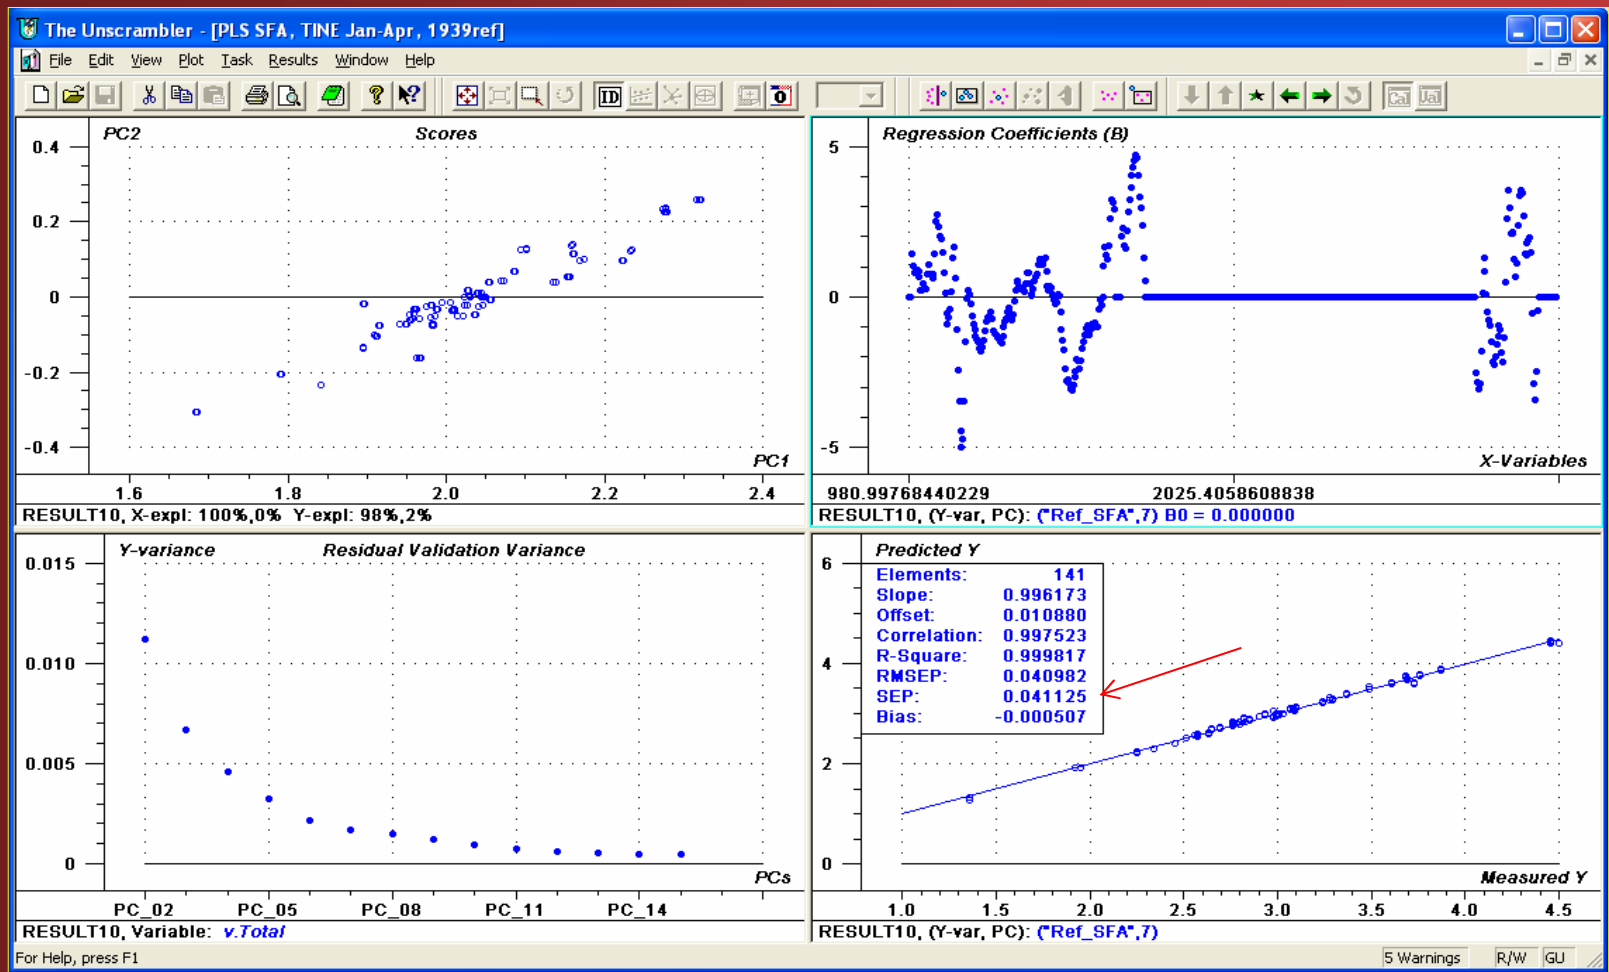 The Unscrambler - [PLS SFA, TINE Jan-Apr, 1939ref]
File Edit View Plot Task Results Window Help
ID
Cal Val
PC2 Scores
0.4
0.2
0
-0.2
-0.4
PC1
1.6 1.8 2.0 2.2 2.4
RESULT10, X-expl: 100%,0% Y-expl: 98%,2%
Regression Coefficients (B)
5
0
-5
X-Variables
980.99768440229 2025.4058608838
RESULT10, (Y-var, PC): ("Ref_SFA",7) B0 = 0.000000
Y-variance Residual Validation Variance
0.015
0.010
0.005
0
PCs
PC_02 PC_05 PC_08 PC_11 PC_14
RESULT10, Variable: v.Total
Predicted Y
6
4
2
0
Elements: 141
Slope: 0.996173
Offset: 0.010880
Correlation: 0.997523
R-Square: 0.999817
RMSEP: 0.040982
SEP: 0.041125
Bias: -0.000507
Measured Y
1.0 1.5 2.0 2.5 3.0 3.5 4.0 4.5
RESULT10, (Y-var, PC): ("Ref_SFA",7)
For Help, press F1
5 Warnings R/W GU